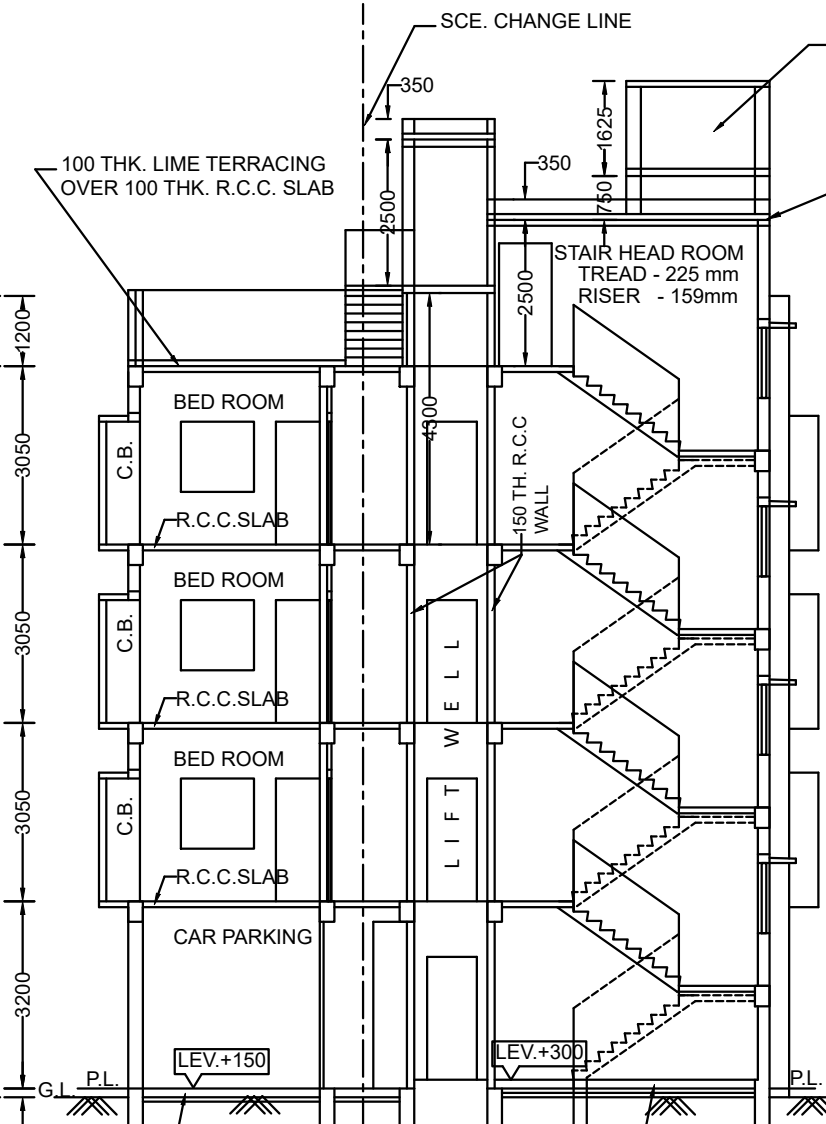 SCE. CHANGE LINE
350
1625
100 THK. LIME TERRACING
OVER 100 THK. R.C.C. SLAB
350
2500
750
STAIR HEAD ROOM
TREAD - 225 mm
RISER - 159mm
2500
1200
BED ROOM
4300
3050
C.B.
150 TH. R.C.C
WALL
R.C.C.SLAB
BED ROOM
3050
C.B.
LIFT WELL
R.C.C.SLAB
BED ROOM
3050
C.B.
R.C.C.SLAB
CAR PARKING
3200
LEV.+150
LEV.+300
P.L.
P.L.
G.L.